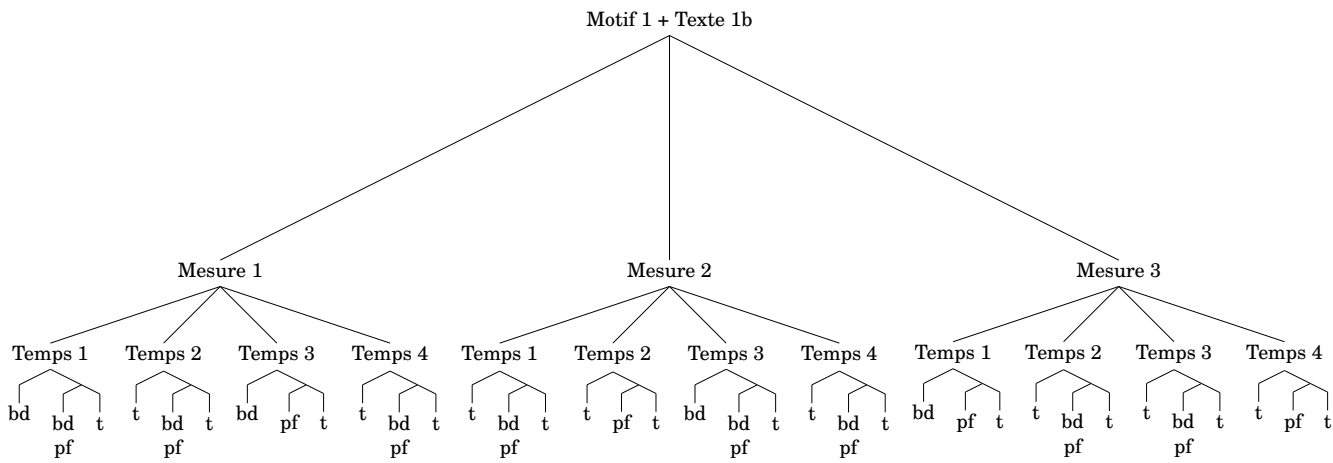 Motif 1 + Texte 1b
Mesure 1 Mesure 2 Mesure 3
Temps 1 Temps 2 Temps 3 Temps 4 Temps 1 Temps 2 Temps 3 Temps 4 Temps 1 Temps 2 Temps 3 Temps 4
bd bd t t bd t bd pf t t bd t t bd t t pf t bd bd t t bd t bd pf t t bd t t bd t t pf t
pf pf pf pf pf pf pf pf